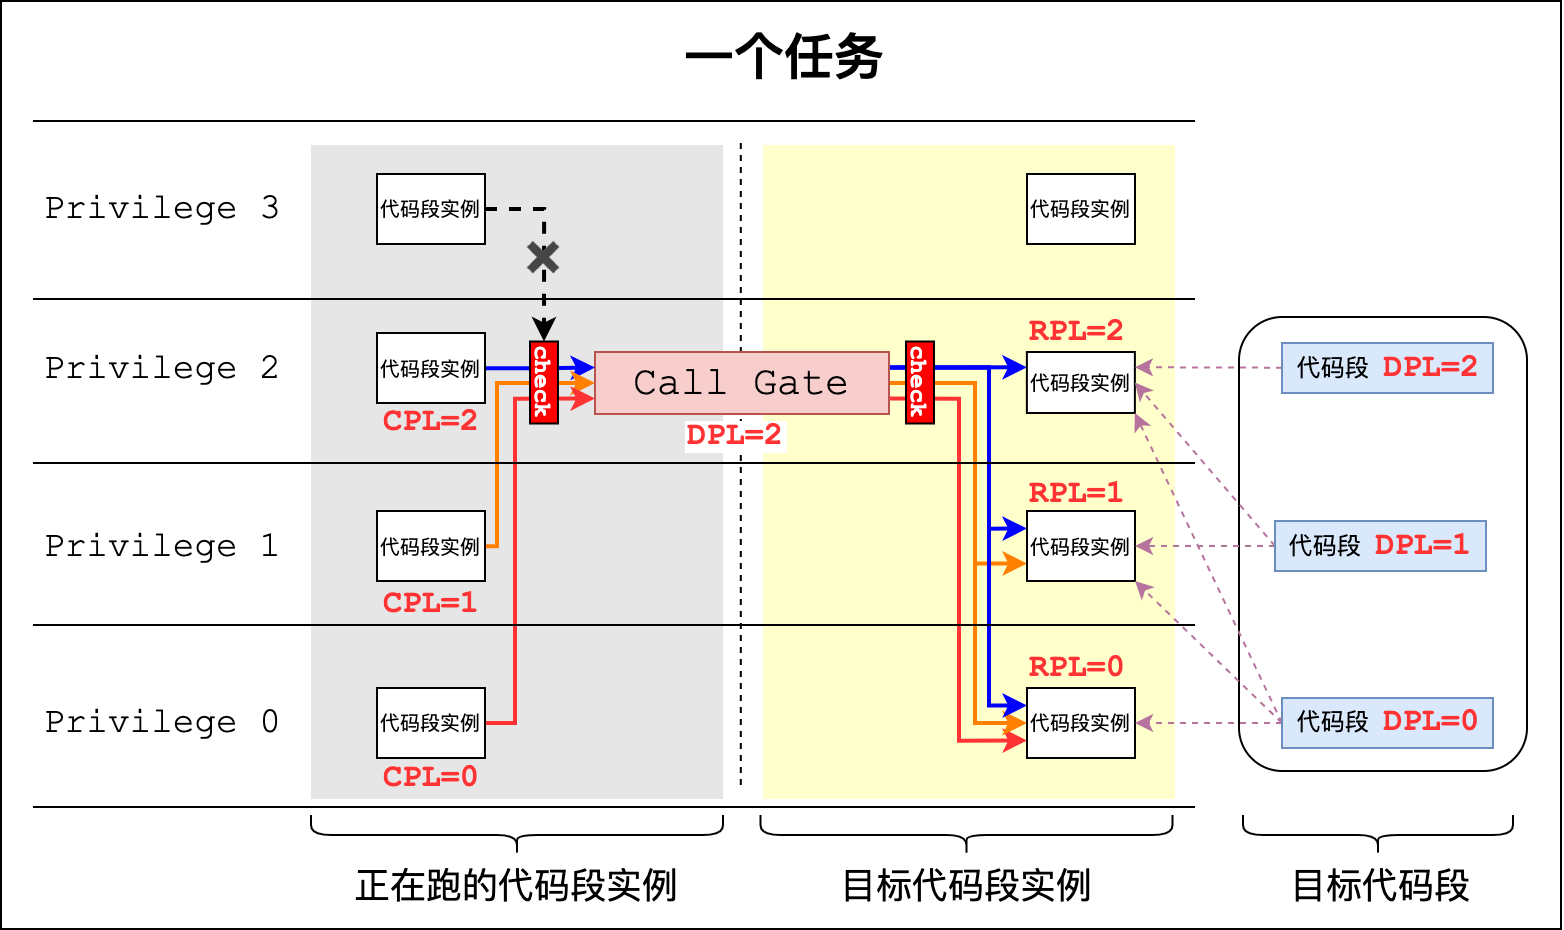 一个任务
Privilege 3
代码段实例
代码段实例
Privilege 2
代码段实例
CPL=2
check
Call Gate
DPL=2
check
RPL=2
代码段实例
代码段 DPL=2
Privilege 1
代码段实例
CPL=1
RPL=1
代码段实例
代码段 DPL=1
Privilege 0
代码段实例
CPL=0
RPL=0
代码段实例
代码段 DPL=0
正在跑的代码段实例
目标代码段实例
目标代码段